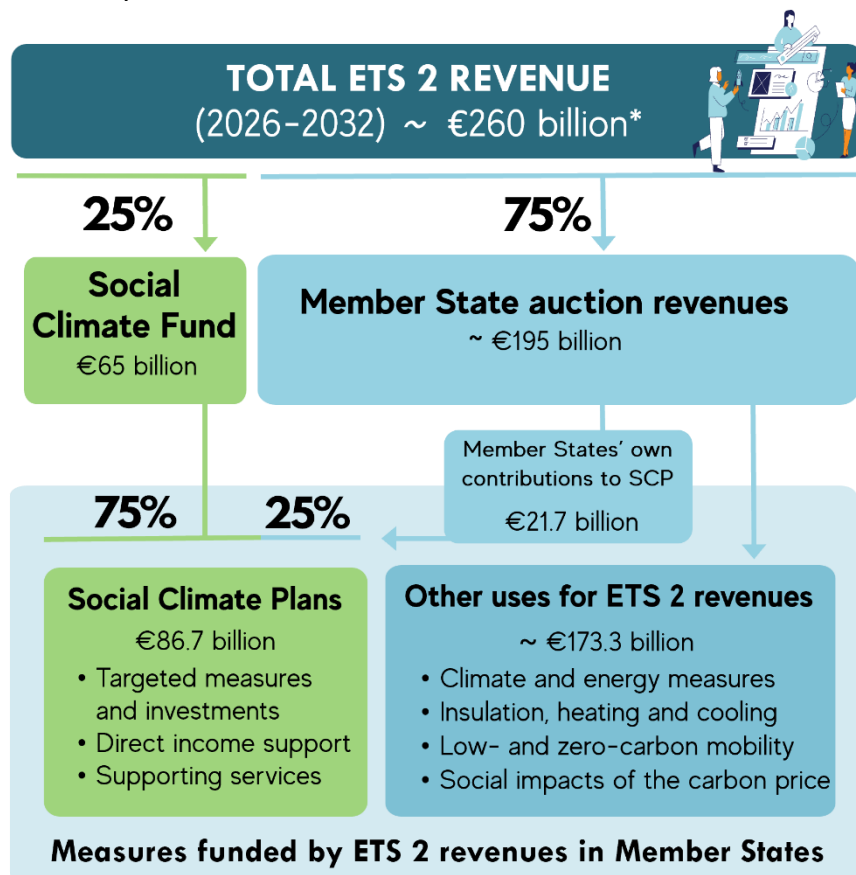 TOTAL ETS 2 REVENUE
(2026-2032) ~ €260 billion*
25%
75%
Social
Climate Fund
€65 billion
Member State auction revenues
~ €195 billion
Member States' own
contributions to SCP
€21.7 billion
75%
25%
Social Climate Plans
€86.7 billion
• Targeted measures
and investments
• Direct income support
• Supporting services
Other uses for ETS 2 revenues
~ €173.3 billion
• Climate and energy measures
• Insulation, heating and cooling
• Low- and zero-carbon mobility
• Social impacts of the carbon price
Measures funded by ETS 2 revenues in Member States